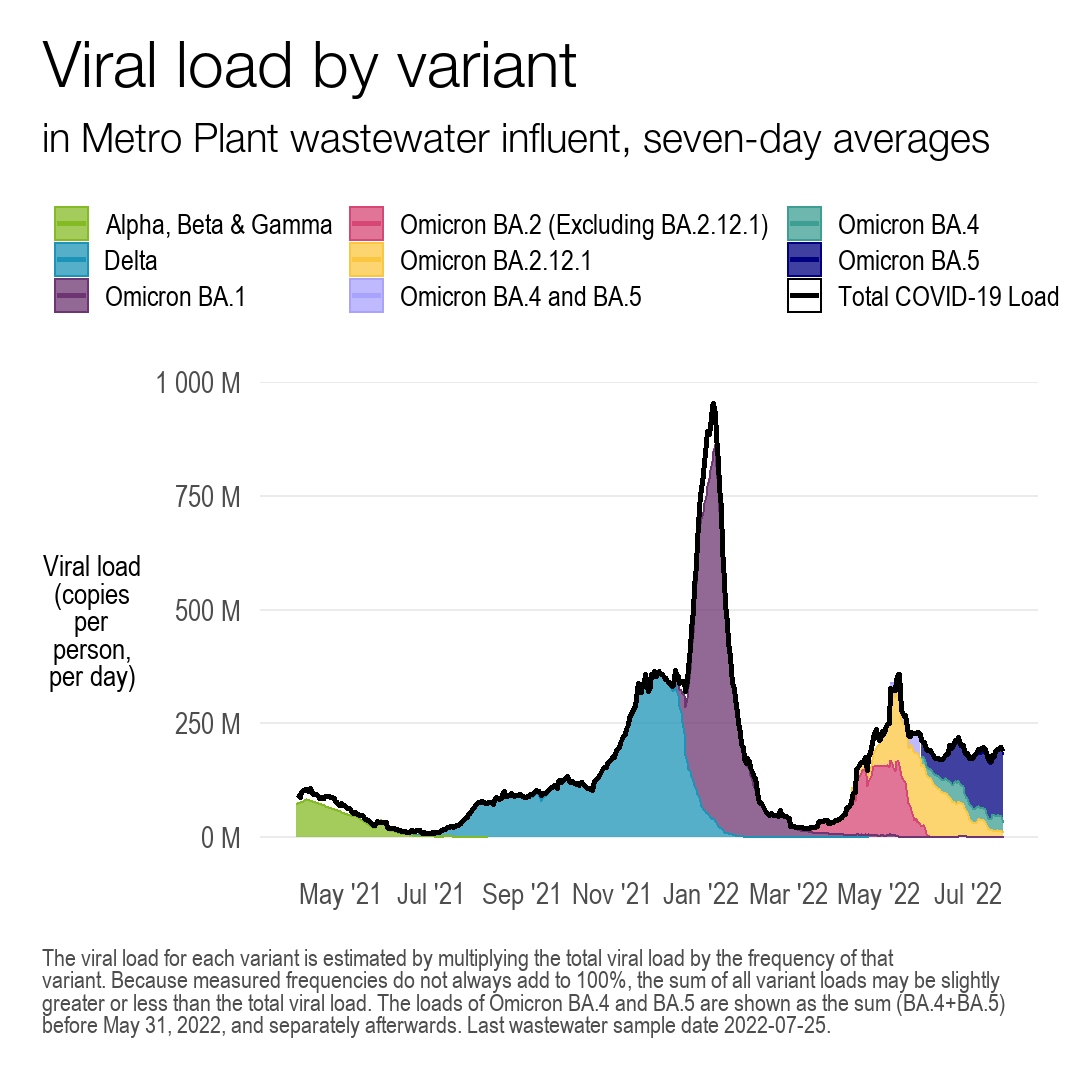 Viral load by variant
in Metro Plant wastewater influent, seven-day averages
Alpha, Beta & Gamma
Delta
Omicron BA.1
Omicron BA.2 (Excluding BA.2.12.1)
Omicron BA.2.12.1
Omicron BA.4 and BA.5
Omicron BA.4
Omicron BA.5
Total COVID-19 Load
1 000 M
750 M
500 M
250 M
0 M
Viral load
(copies
per
person,
per day)
May '21 Jul '21 Sep '21 Nov '21 Jan '22 Mar '22 May '22 Jul '22
The viral load for each variant is estimated by multiplying the total viral load by the frequency of that
variant. Because measured frequencies do not always add to 100%, the sum of all variant loads may be slightly
greater or less than the total viral load. The loads of Omicron BA.4 and BA.5 are shown as the sum (BA.4+BA.5)
before May 31, 2022, and separately afterwards. Last wastewater sample date 2022-07-25.